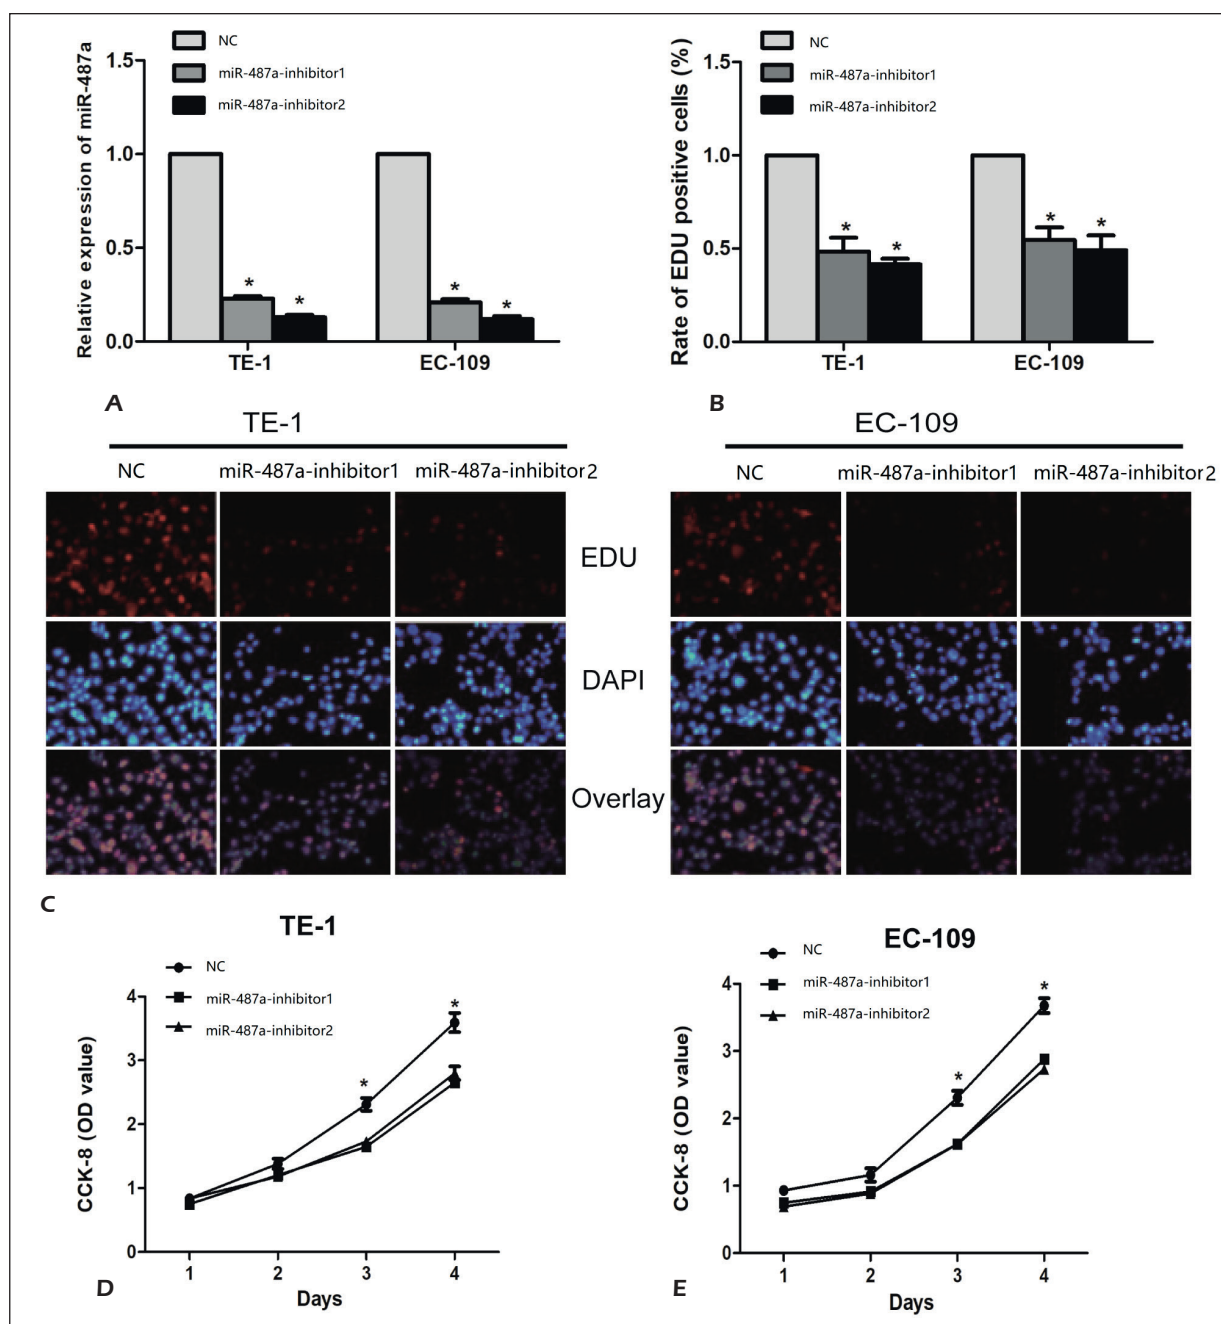 Relative expression of miR-487a
NC
miR-487a-inhibitor1
miR-487a-inhibitor2
1.5
1.0
0.5
0.0
*
*
*
*
TE-1
EC-109
A
Rate of EDU positive cells (%)
NC
miR-487a-inhibitor1
miR-487a-inhibitor2
1.5
1.0
0.5
0.0
*
*
*
*
TE-1
EC-109
B
TE-1
NC
miR-487a-inhibitor1
miR-487a-inhibitor2
EDU
DAPI
Overlay
EC-109
NC
miR-487a-inhibitor1
miR-487a-inhibitor2
C
TE-1
NC
miR-487a-inhibitor1
miR-487a-inhibitor2
CCK-8 (OD value)
4
3
2
1
0
*
*
1 2 3 4
Days
D
EC-109
NC
miR-487a-inhibitor1
miR-487a-inhibitor2
CCK-8 (OD value)
4
3
2
1
0
*
*
1 2 3 4
Days
E